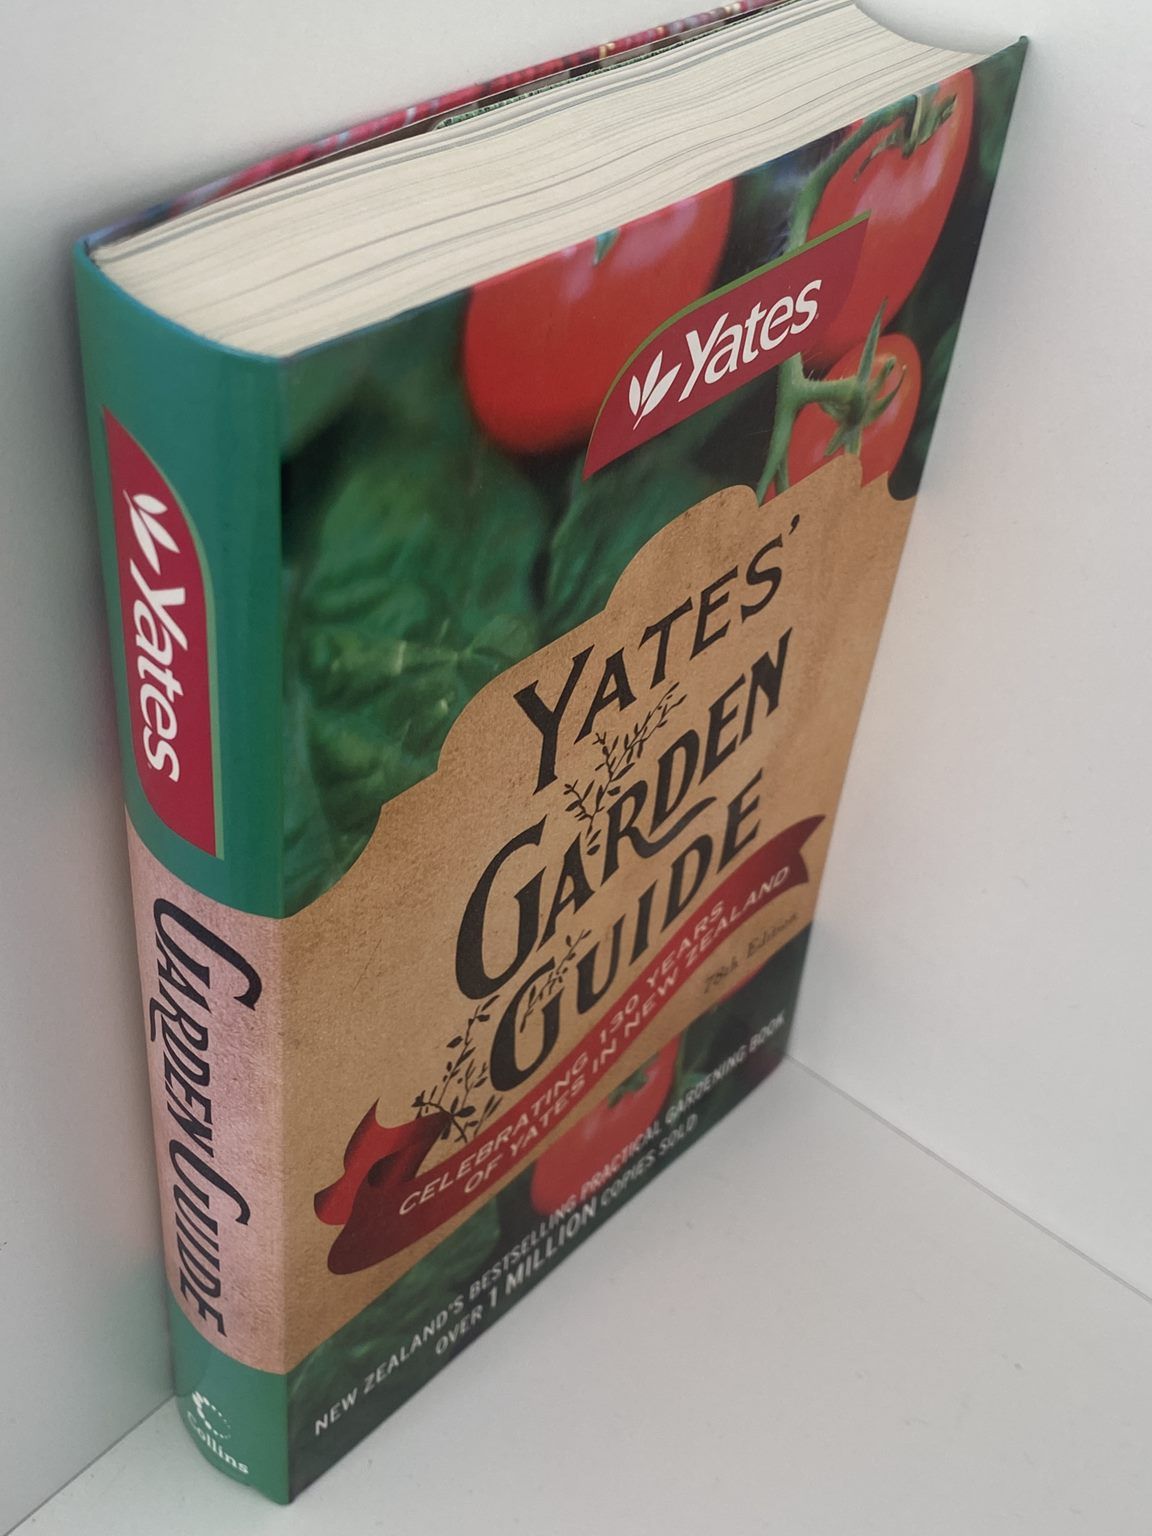 Yates
YATES'
GARDEN
GUIDE
CELEBRATING 130 YEARS
OF YATES IN NEW ZEALAND
78th Edition
NEW ZEALAND'S BESTSELLING PRACTICAL GARDENING BOOK
OVER 1 MILLION COPIES SOLD
Yates
GARDEN GUIDE
Collins